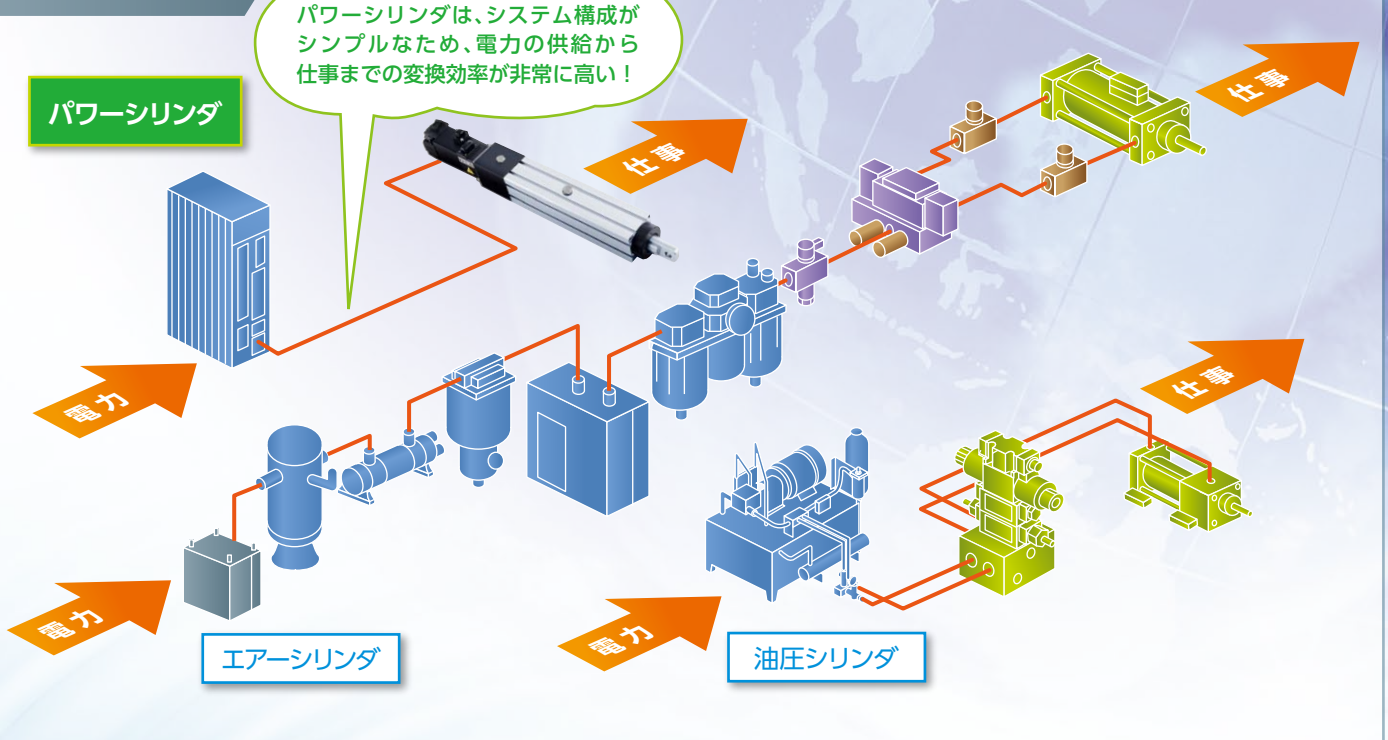 パワーシリンダは、システム構成が
シンプルなため、電力の供給から
仕事までの変換効率が非常に高い！
パワーシリンダ
仕事
仕事
電力
仕事
電力
エアーシリンダ
電力
油圧シリンダ